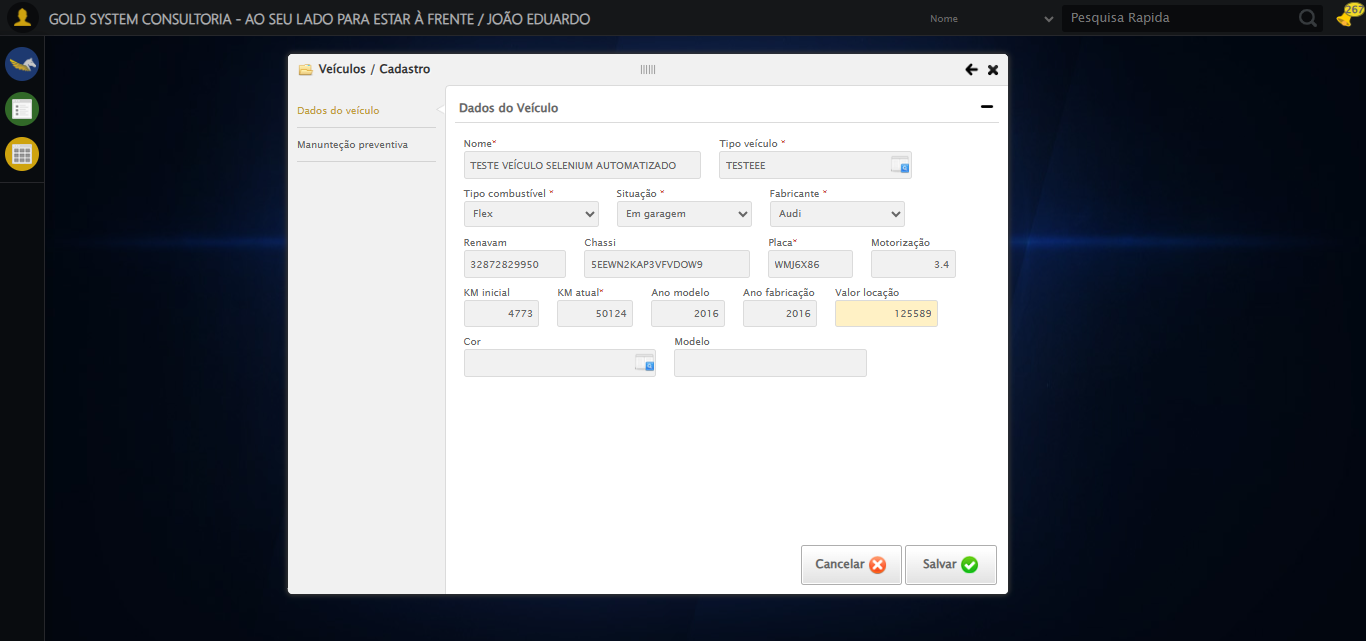 GOLD SYSTEM CONSULTORIA - AO SEU LADO PARA ESTAR À FRENTE / JOÃO EDUARDO
Nome
Pesquisa Rapida
267
Veículos / Cadastro
Dados do veículo
Manunteção preventiva
Dados do Veículo
Nome* Tipo veículo *
TESTE VEÍCULO SELENIUM AUTOMATIZADO TESTEEE
Tipo combustível * Situação * Fabricante *
Flex Em garagem Audi
Renavam Chassi Placa* Motorização
32872829950 5EEWN2KAP3VFVDOW9 WMJ6X86 3.4
KM inicial KM atual* Ano modelo Ano fabricação Valor locação
4773 50124 2016 2016 125589
Cor Modelo
Cancelar Salvar